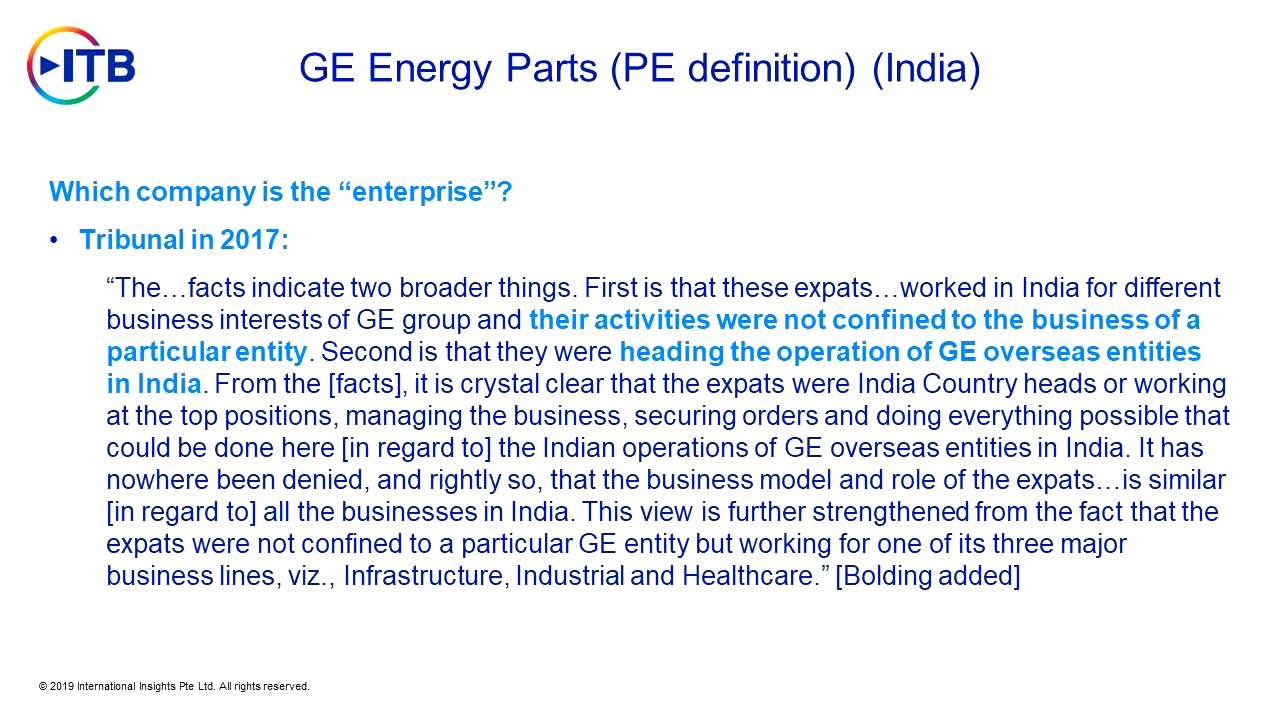 ITB
GE Energy Parts (PE definition) (India)
Which company is the “enterprise”?
• Tribunal in 2017:
“The…facts indicate two broader things. First is that these expats…worked in India for different
business interests of GE group and their activities were not confined to the business of a
particular entity. Second is that they were heading the operation of GE overseas entities
in India. From the [facts], it is crystal clear that the expats were India Country heads or working
at the top positions, managing the business, securing orders and doing everything possible that
could be done here [in regard to] the Indian operations of GE overseas entities in India. It has
nowhere been denied, and rightly so, that the business model and role of the expats…is similar
[in regard to] all the businesses in India. This view is further strengthened from the fact that the
expats were not confined to a particular GE entity but working for one of its three major
business lines, viz., Infrastructure, Industrial and Healthcare.” [Bolding added]
© 2019 International Insights Pte Ltd. All rights reserved.